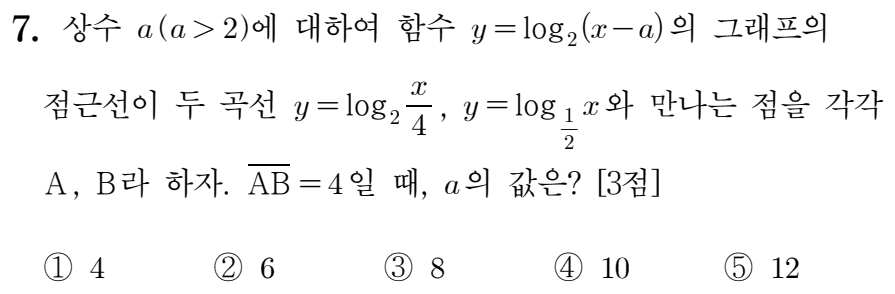 7. 상수 a(a>2)에 대하여 함수 y=log₂(x-a)의 그래프의
점근선이 두 곡선 y=log₂ x/4, y=log_{1/2} x와 만나는 점을 각각
A, B라 하자. \overline{AB}=4일 때, a의 값은? [3점]
① 4 ② 6 ③ 8 ④ 10 ⑤ 12